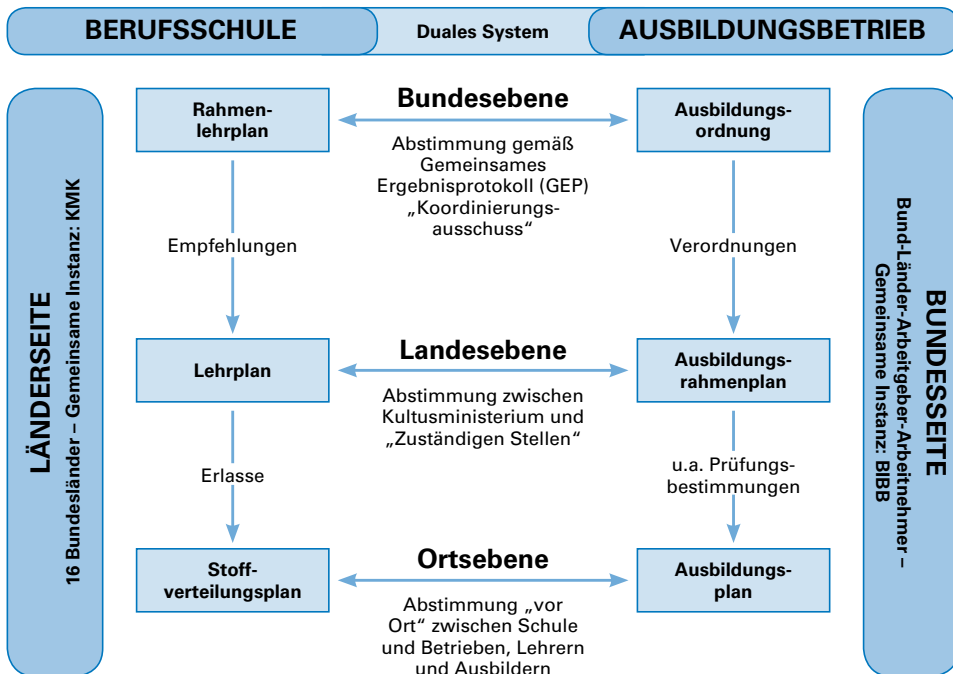 BERUFSSCHULE
Duales System
AUSBILDUNGSBETRIEB
LÄNDERSEITE
16 Bundesländer – Gemeinsame Instanz: KMK
Rahmen-
lehrplan
Bundesebene
Abstimmung gemäß
Gemeinsames
Ergebnisprotokoll (GEP)
„Koordinierungs-
ausschuss“
Ausbildungs-
ordnung
Empfehlungen
Verordnungen
Lehrplan
Landesebene
Abstimmung zwischen
Kultusministerium und
„Zuständigen Stellen“
Ausbildungs-
rahmenplan
Erlasse
u.a. Prüfungs-
bestimmungen
Stoff-
verteilungsplan
Ortsebene
Abstimmung „vor
Ort“ zwischen Schule
und Betrieben, Lehrern
und Ausbildern
Ausbildungs-
plan
BUNDESSEITE
Bund-Länder-Arbeitgeber-Arbeitnehmer –
Gemeinsame Instanz: BIBB